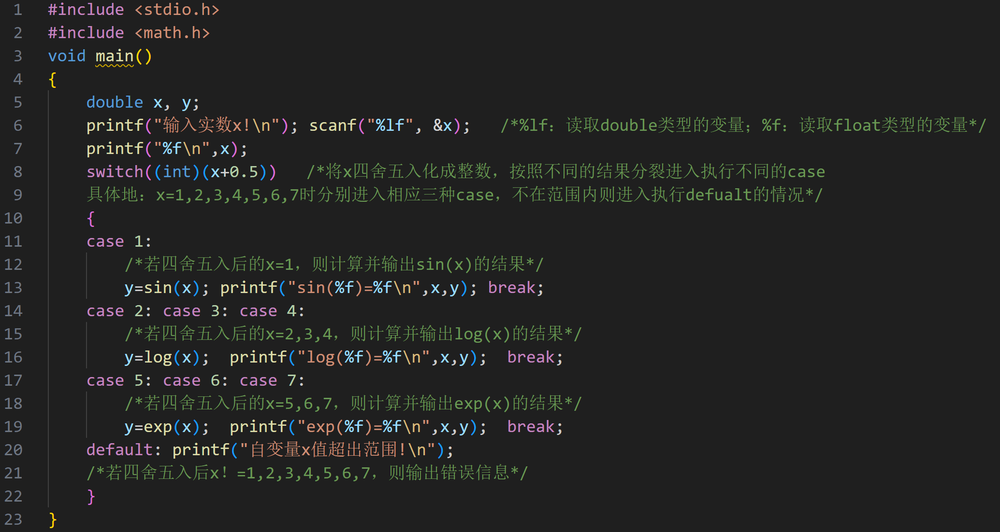 1 #include <stdio.h>
2 #include <math.h>
3 void main()
4 {
5     double x, y;
6     printf("输入实数x!\n"); scanf("%lf", &x);   /*%lf：读取double类型的变量；%f：读取float类型的变量*/
7     printf("%f\n",x);
8     switch((int)(x+0.5))   /*将x四舍五入化成整数，按照不同的结果分裂进入执行不同的case
9     具体地：x=1,2,3,4,5,6,7时分别进入相应三种case，不在范围内则进入执行defualt的情况*/
10     {
11     case 1:
12         /*若四舍五入后的x=1，则计算并输出sin(x)的结果*/
13         y=sin(x); printf("sin(%f)=%f\n",x,y); break;
14     case 2: case 3: case 4:
15         /*若四舍五入后的x=2,3,4，则计算并输出log(x)的结果*/
16         y=log(x);  printf("log(%f)=%f\n",x,y);  break;
17     case 5: case 6: case 7:
18         /*若四舍五入后的x=5,6,7，则计算并输出exp(x)的结果*/
19         y=exp(x);  printf("exp(%f)=%f\n",x,y);  break;
20     default: printf("自变量x值超出范围!\n");
21     /*若四舍五入后x！=1,2,3,4,5,6,7，则输出错误信息*/
22     }
23 }